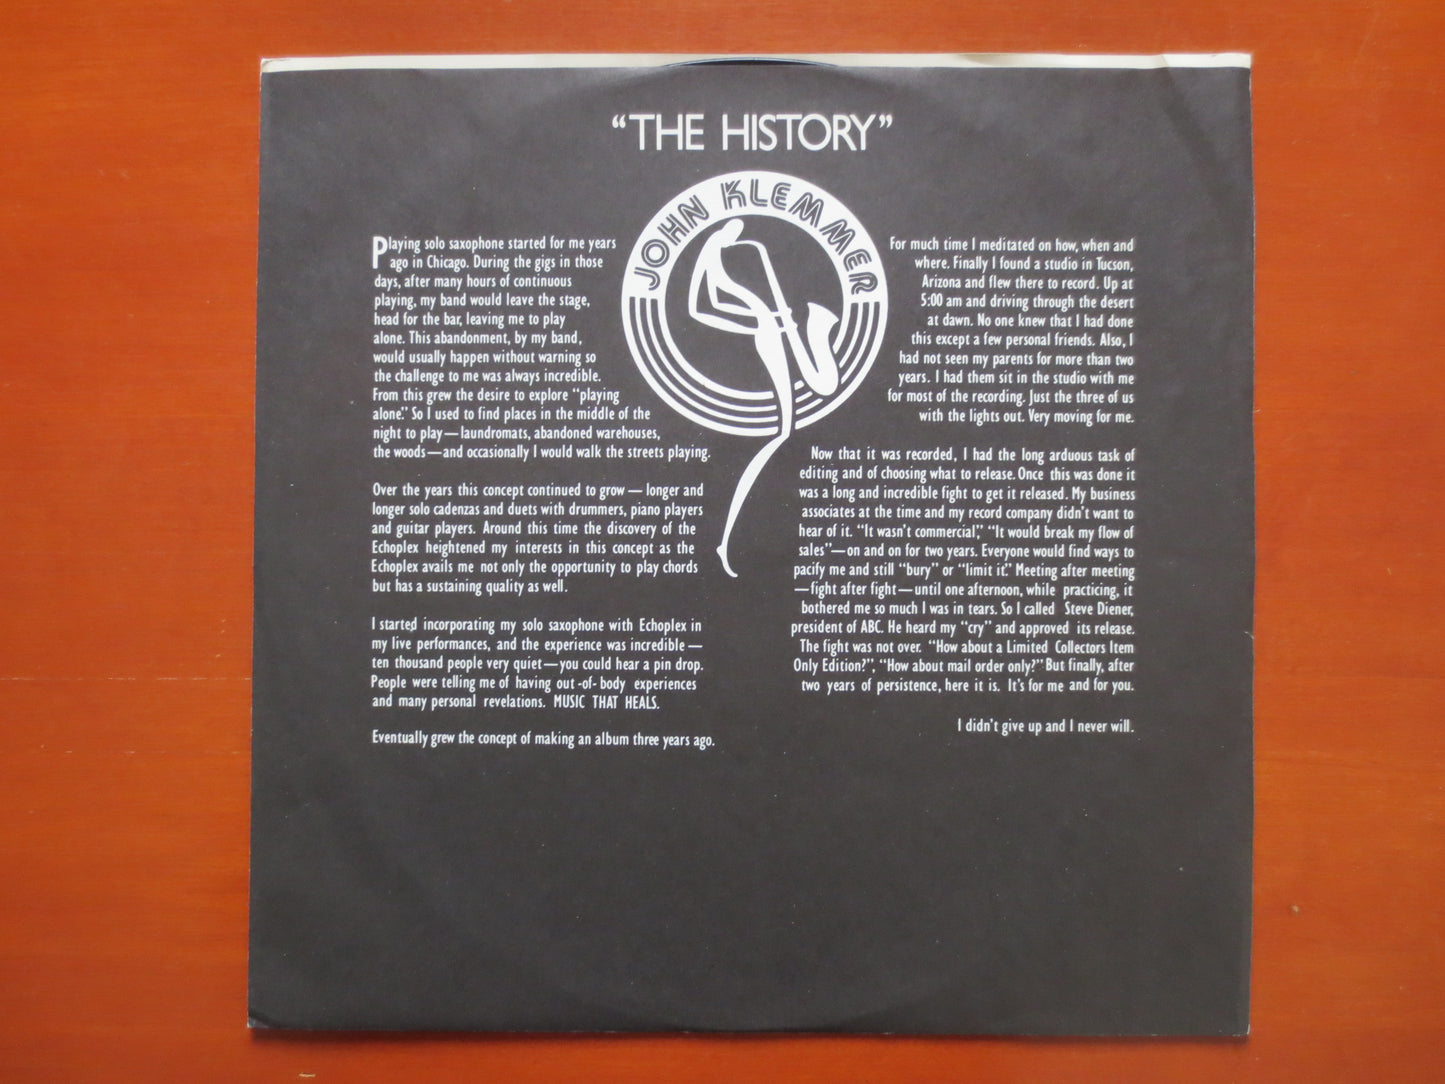 “THE HISTORY”
JOHN KLEMMER
Playing solo saxophone started for me years
ago in Chicago. During the gigs in those
days, after many hours of continuous
playing, my band would leave the stage,
head for the bar, leaving me to play
alone. This abandonment, by my band,
would usually happen without warning so
the challenge to me was always incredible.
From this grew the desire to explore “playing
alone.” So I used to find places in the middle of the
night to play—laundromats, abandoned warehouses,
the woods—and occasionally I would walk the streets playing.
Over the years this concept continued to grow — longer and
longer solo cadenzas and duets with drummers, piano players
and guitar players. Around this time the discovery of the
Echoplex heightened my interests in this concept as the
Echoplex avails me not only the opportunity to play chords
but has a sustaining quality as well.
I started incorporating my solo saxophone with Echoplex in
my live performances, and the experience was incredible —
ten thousand people very quiet—you could hear a pin drop.
People were telling me of having out-of-body experiences
and many personal revelations. MUSIC THAT HEALS.
Eventually grew the concept of making an album three years ago.
For much time I meditated on how, when and
where. Finally I found a studio in Tucson,
Arizona and flew there to record. Up at
5:00 am and driving through the desert
at dawn. No one knew that I had done
this except a few personal friends. Also, I
had not seen my parents for more than two
years. I had them sit in the studio with me
for most of the recording. Just the three of us
with the lights out. Very moving for me.
Now that it was recorded, I had the long arduous task of
editing and of choosing what to release. Once this was done it
was a long and incredible fight to get it released. My business
associates at the time and my record company didn’t want to
hear of it. “It wasn’t commercial,” “It would break my flow of
sales”—on and on for two years. Everyone would find ways to
pacify me and still “bury” or “limit it.” Meeting after meeting
—fight after fight—until one afternoon, while practicing, it
bothered me so much I was in tears. So I called Steve Diener,
president of ABC. He heard my “cry” and approved its release.
The fight was not over. “How about a Limited Collectors Item
Only Edition?”, “How about mail order only?” But finally, after
two years of persistence, here it is. It’s for me and for you.
I didn’t give up and I never will.